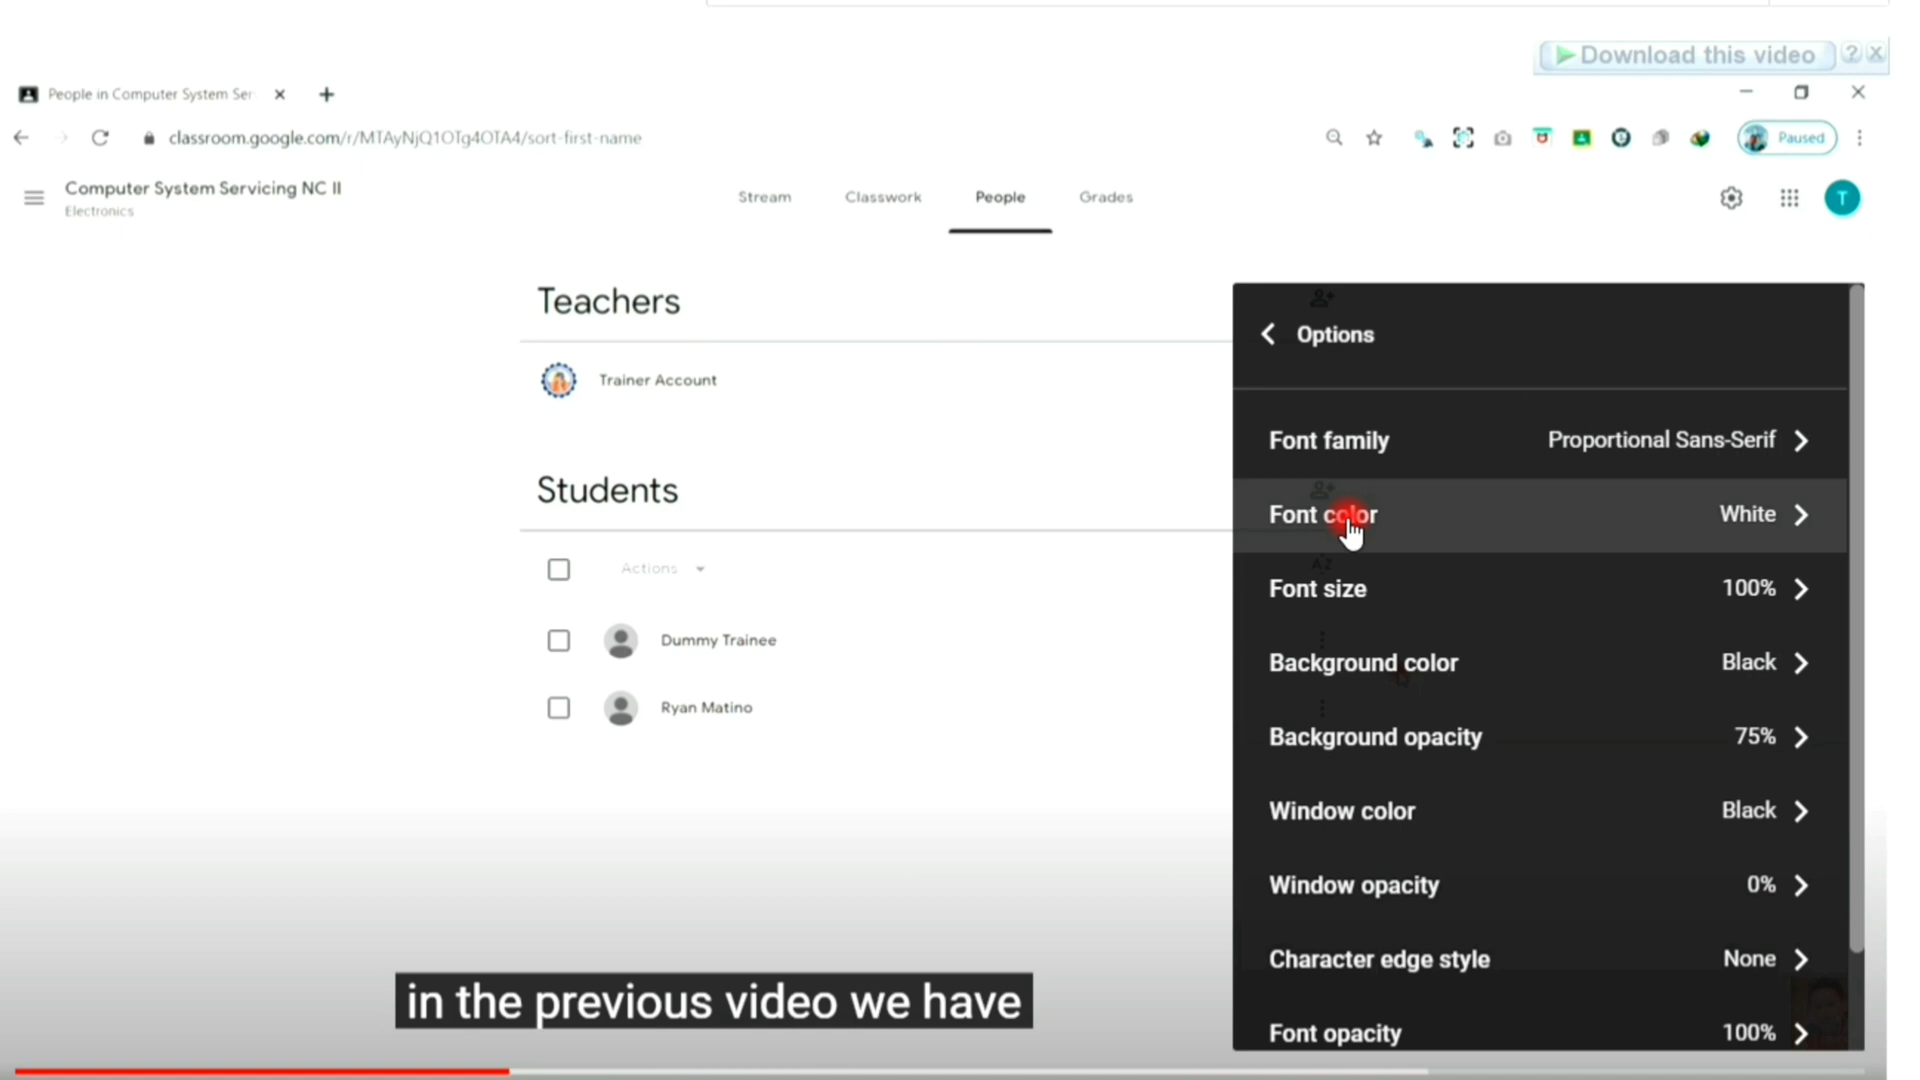 Download this video ? X
People in Computer System Ser
classroom.google.com/r/MTAyNjQ1OTg4OTA4/sort-first-name
Paused
Computer System Servicing NC II
Electronics
Stream Classwork People Grades
T
Teachers
Trainer Account
Students
Actions
Dummy Trainee
Ryan Matino
Options
Font family Proportional Sans-Serif
Font color White
Font size 100%
Background color Black
Background opacity 75%
Window color Black
Window opacity 0%
Character edge style None
Font opacity 100%
AZ
in the previous video we have